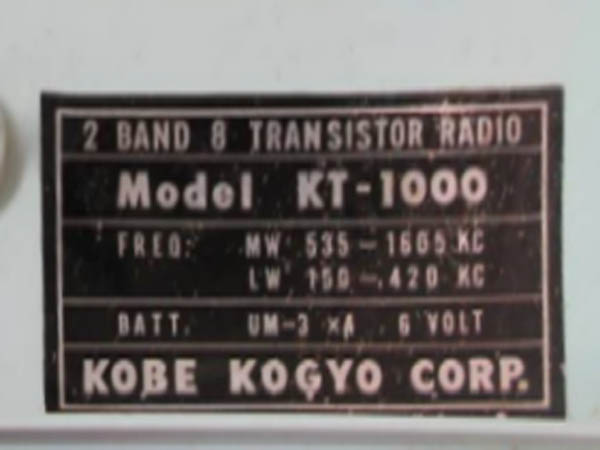 2 BAND 8 TRANSISTOR RADIO
Model KT-1000
FREQ: MW 535 - 1605 KC
LW 150 - 420 KC
BATT. UM-3 ×4 6 VOLT
KOBE KOGYO CORP.